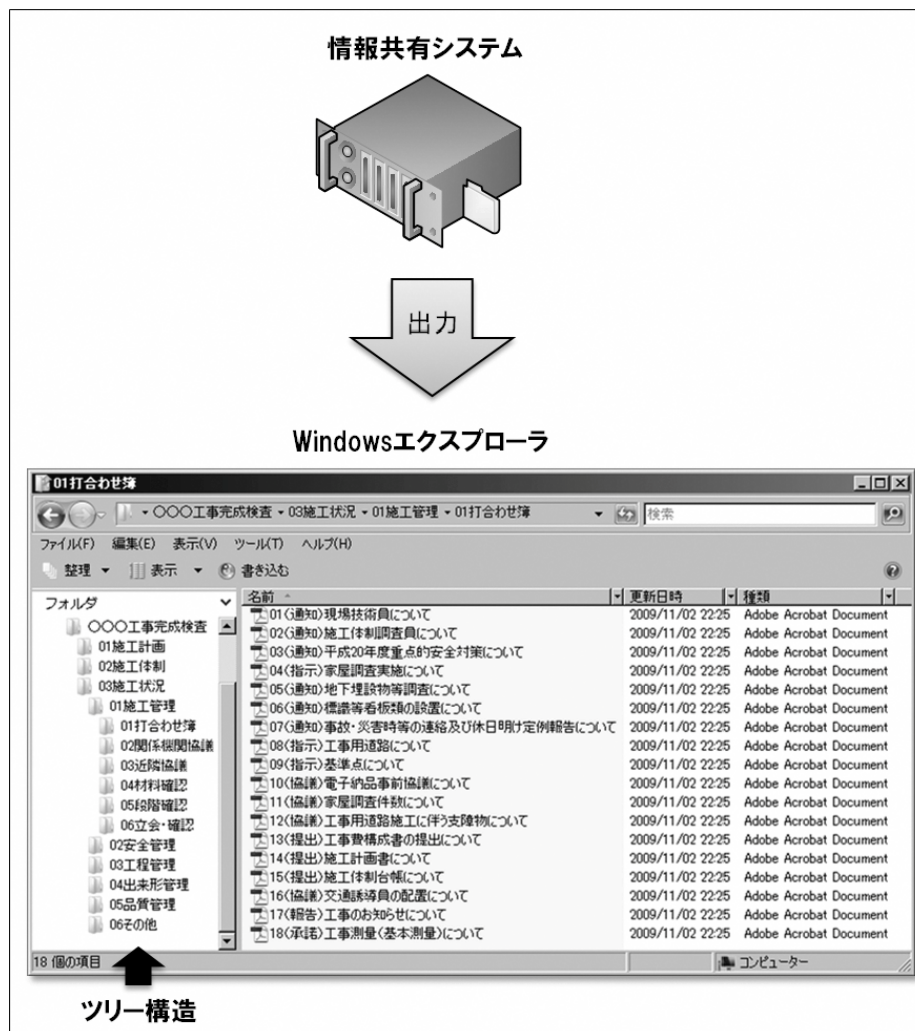 情報共有システム
出力
Windowsエクスプローラ
01打合わせ簿
〇〇〇工事完成検査 03施工状況 01施工管理 01打合わせ簿 検索
ファイル(F) 編集(E) 表示(V) ツール(T) ヘルプ(H)
整理 表示 書き込む
フォルダ
〇〇〇工事完成検査
01施工計画
02施工体制
03施工状況
01施工管理
01打合わせ簿
02関係機関協議
03近隣協議
04材料確認
05段階確認
06立会・確認
02安全管理
03工程管理
04出来形管理
05品質管理
06その他
名前 更新日時 種類
01(通知)現場技術員について 2009/11/02 22:25 Adobe Acrobat Document
02(通知)施工体制調査員について 2009/11/02 22:25 Adobe Acrobat Document
03(通知)平成20年度重点的安全対策について 2009/11/02 22:25 Adobe Acrobat Document
04(指示)家屋調査実施について 2009/11/02 22:25 Adobe Acrobat Document
05(通知)地下埋設物等調査について 2009/11/02 22:25 Adobe Acrobat Document
06(通知)標識等看板類の設置について 2009/11/02 22:25 Adobe Acrobat Document
07(通知)事故・災害時等の連絡及び休日明け定例報告について 2009/11/02 22:25 Adobe Acrobat Document
08(指示)工事用道路について 2009/11/02 22:25 Adobe Acrobat Document
09(指示)基準点について 2009/11/02 22:25 Adobe Acrobat Document
10(協議)電子納品事前協議について 2009/11/02 22:25 Adobe Acrobat Document
11(協議)家屋調査件数について 2009/11/02 22:25 Adobe Acrobat Document
12(協議)工事用道路施工に伴う支障物について 2009/11/02 22:25 Adobe Acrobat Document
13(提出)工事費構成書の提出について 2009/11/02 22:25 Adobe Acrobat Document
14(提出)施工計画書について 2009/11/02 22:25 Adobe Acrobat Document
15(提出)施工体制台帳について 2009/11/02 22:25 Adobe Acrobat Document
16(協議)交通誘導員の配置について 2009/11/02 22:25 Adobe Acrobat Document
17(報告)工事のお知らせについて 2009/11/02 22:25 Adobe Acrobat Document
18(承諾)工事測量(基本測量)について 2009/11/02 22:25 Adobe Acrobat Document
18 個の項目 コンピューター
ツリー構造